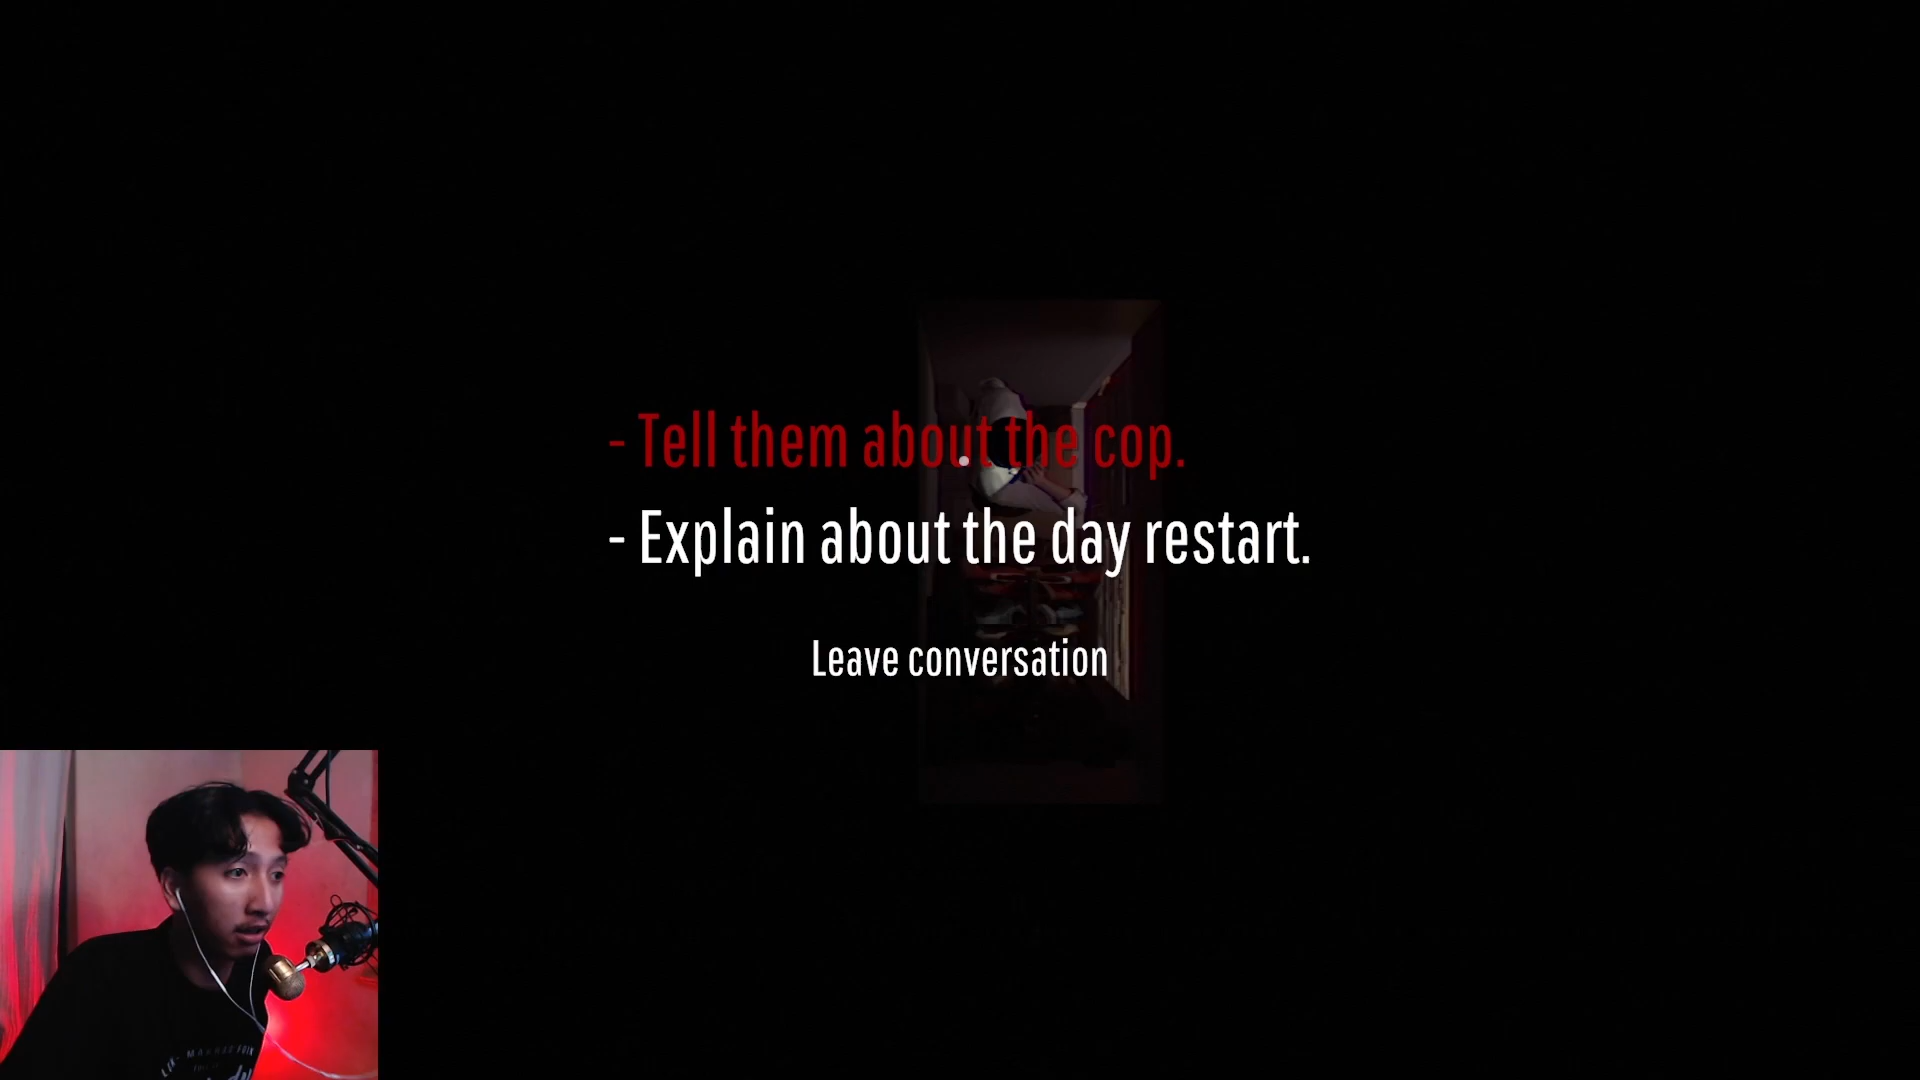 - Tell them about the cop.
- Explain about the day restart.
Leave conversation